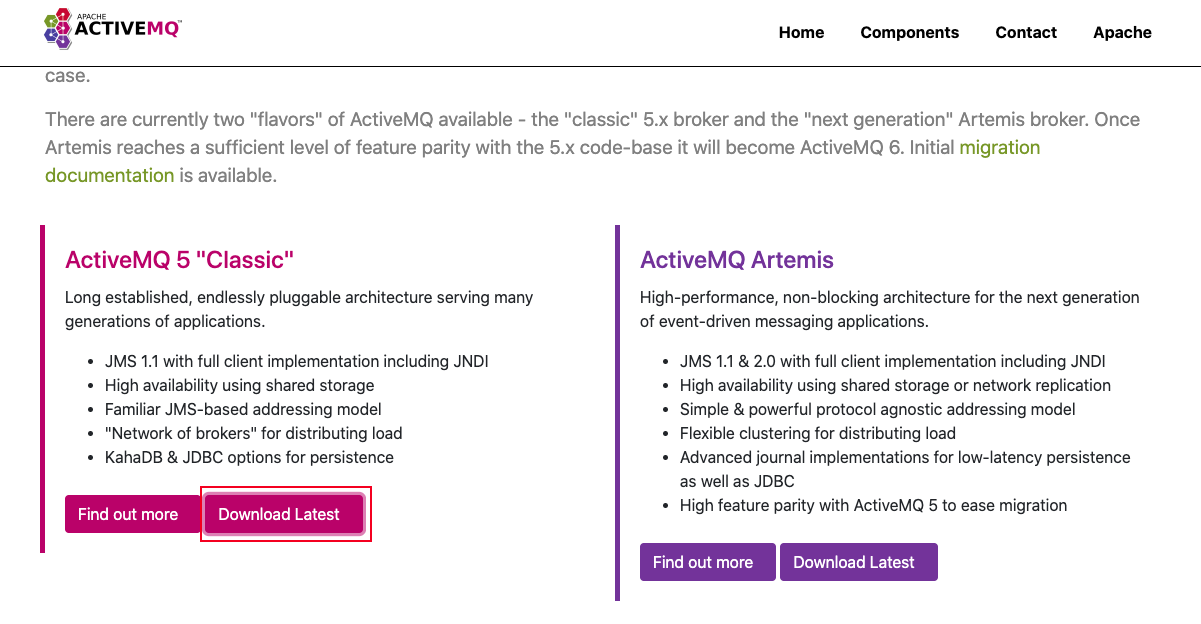 APACHE
ACTIVEMQ™
Home Components Contact Apache
case.
There are currently two "flavors" of ActiveMQ available - the "classic" 5.x broker and the "next generation" Artemis broker. Once
Artemis reaches a sufficient level of feature parity with the 5.x code-base it will become ActiveMQ 6. Initial migration
documentation is available.
ActiveMQ 5 "Classic"
Long established, endlessly pluggable architecture serving many
generations of applications.
• JMS 1.1 with full client implementation including JNDI
• High availability using shared storage
• Familiar JMS-based addressing model
• "Network of brokers" for distributing load
• KahaDB & JDBC options for persistence
Find out more Download Latest
ActiveMQ Artemis
High-performance, non-blocking architecture for the next generation
of event-driven messaging applications.
• JMS 1.1 & 2.0 with full client implementation including JNDI
• High availability using shared storage or network replication
• Simple & powerful protocol agnostic addressing model
• Flexible clustering for distributing load
• Advanced journal implementations for low-latency persistence
as well as JDBC
• High feature parity with ActiveMQ 5 to ease migration
Find out more Download Latest